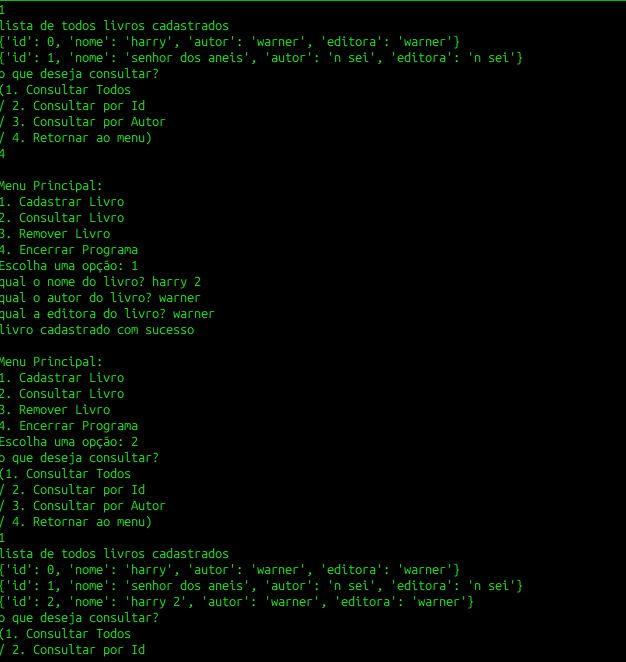 1
lista de todos livros cadastrados
{'id': 0, 'nome': 'harry', 'autor': 'warner', 'editora': 'warner'}
{'id': 1, 'nome': 'senhor dos aneis', 'autor': 'n sei', 'editora': 'n sei'}
o que deseja consultar?
(1. Consultar Todos
/ 2. Consultar por Id
/ 3. Consultar por Autor
/ 4. Retornar ao menu)
4
Menu Principal:
1. Cadastrar Livro
2. Consultar Livro
3. Remover Livro
4. Encerrar Programa
Escolha uma opção: 1
qual o nome do livro? harry 2
qual o autor do livro? warner
qual a editora do livro? warner
livro cadastrado com sucesso
Menu Principal:
1. Cadastrar Livro
2. Consultar Livro
3. Remover Livro
4. Encerrar Programa
Escolha uma opção: 2
o que deseja consultar?
(1. Consultar Todos
/ 2. Consultar por Id
/ 3. Consultar por Autor
/ 4. Retornar ao menu)
1
lista de todos livros cadastrados
{'id': 0, 'nome': 'harry', 'autor': 'warner', 'editora': 'warner'}
{'id': 1, 'nome': 'senhor dos aneis', 'autor': 'n sei', 'editora': 'n sei'}
{'id': 2, 'nome': 'harry 2', 'autor': 'warner', 'editora': 'warner'}
o que deseja consultar?
(1. Consultar Todos
/ 2. Consultar por Id